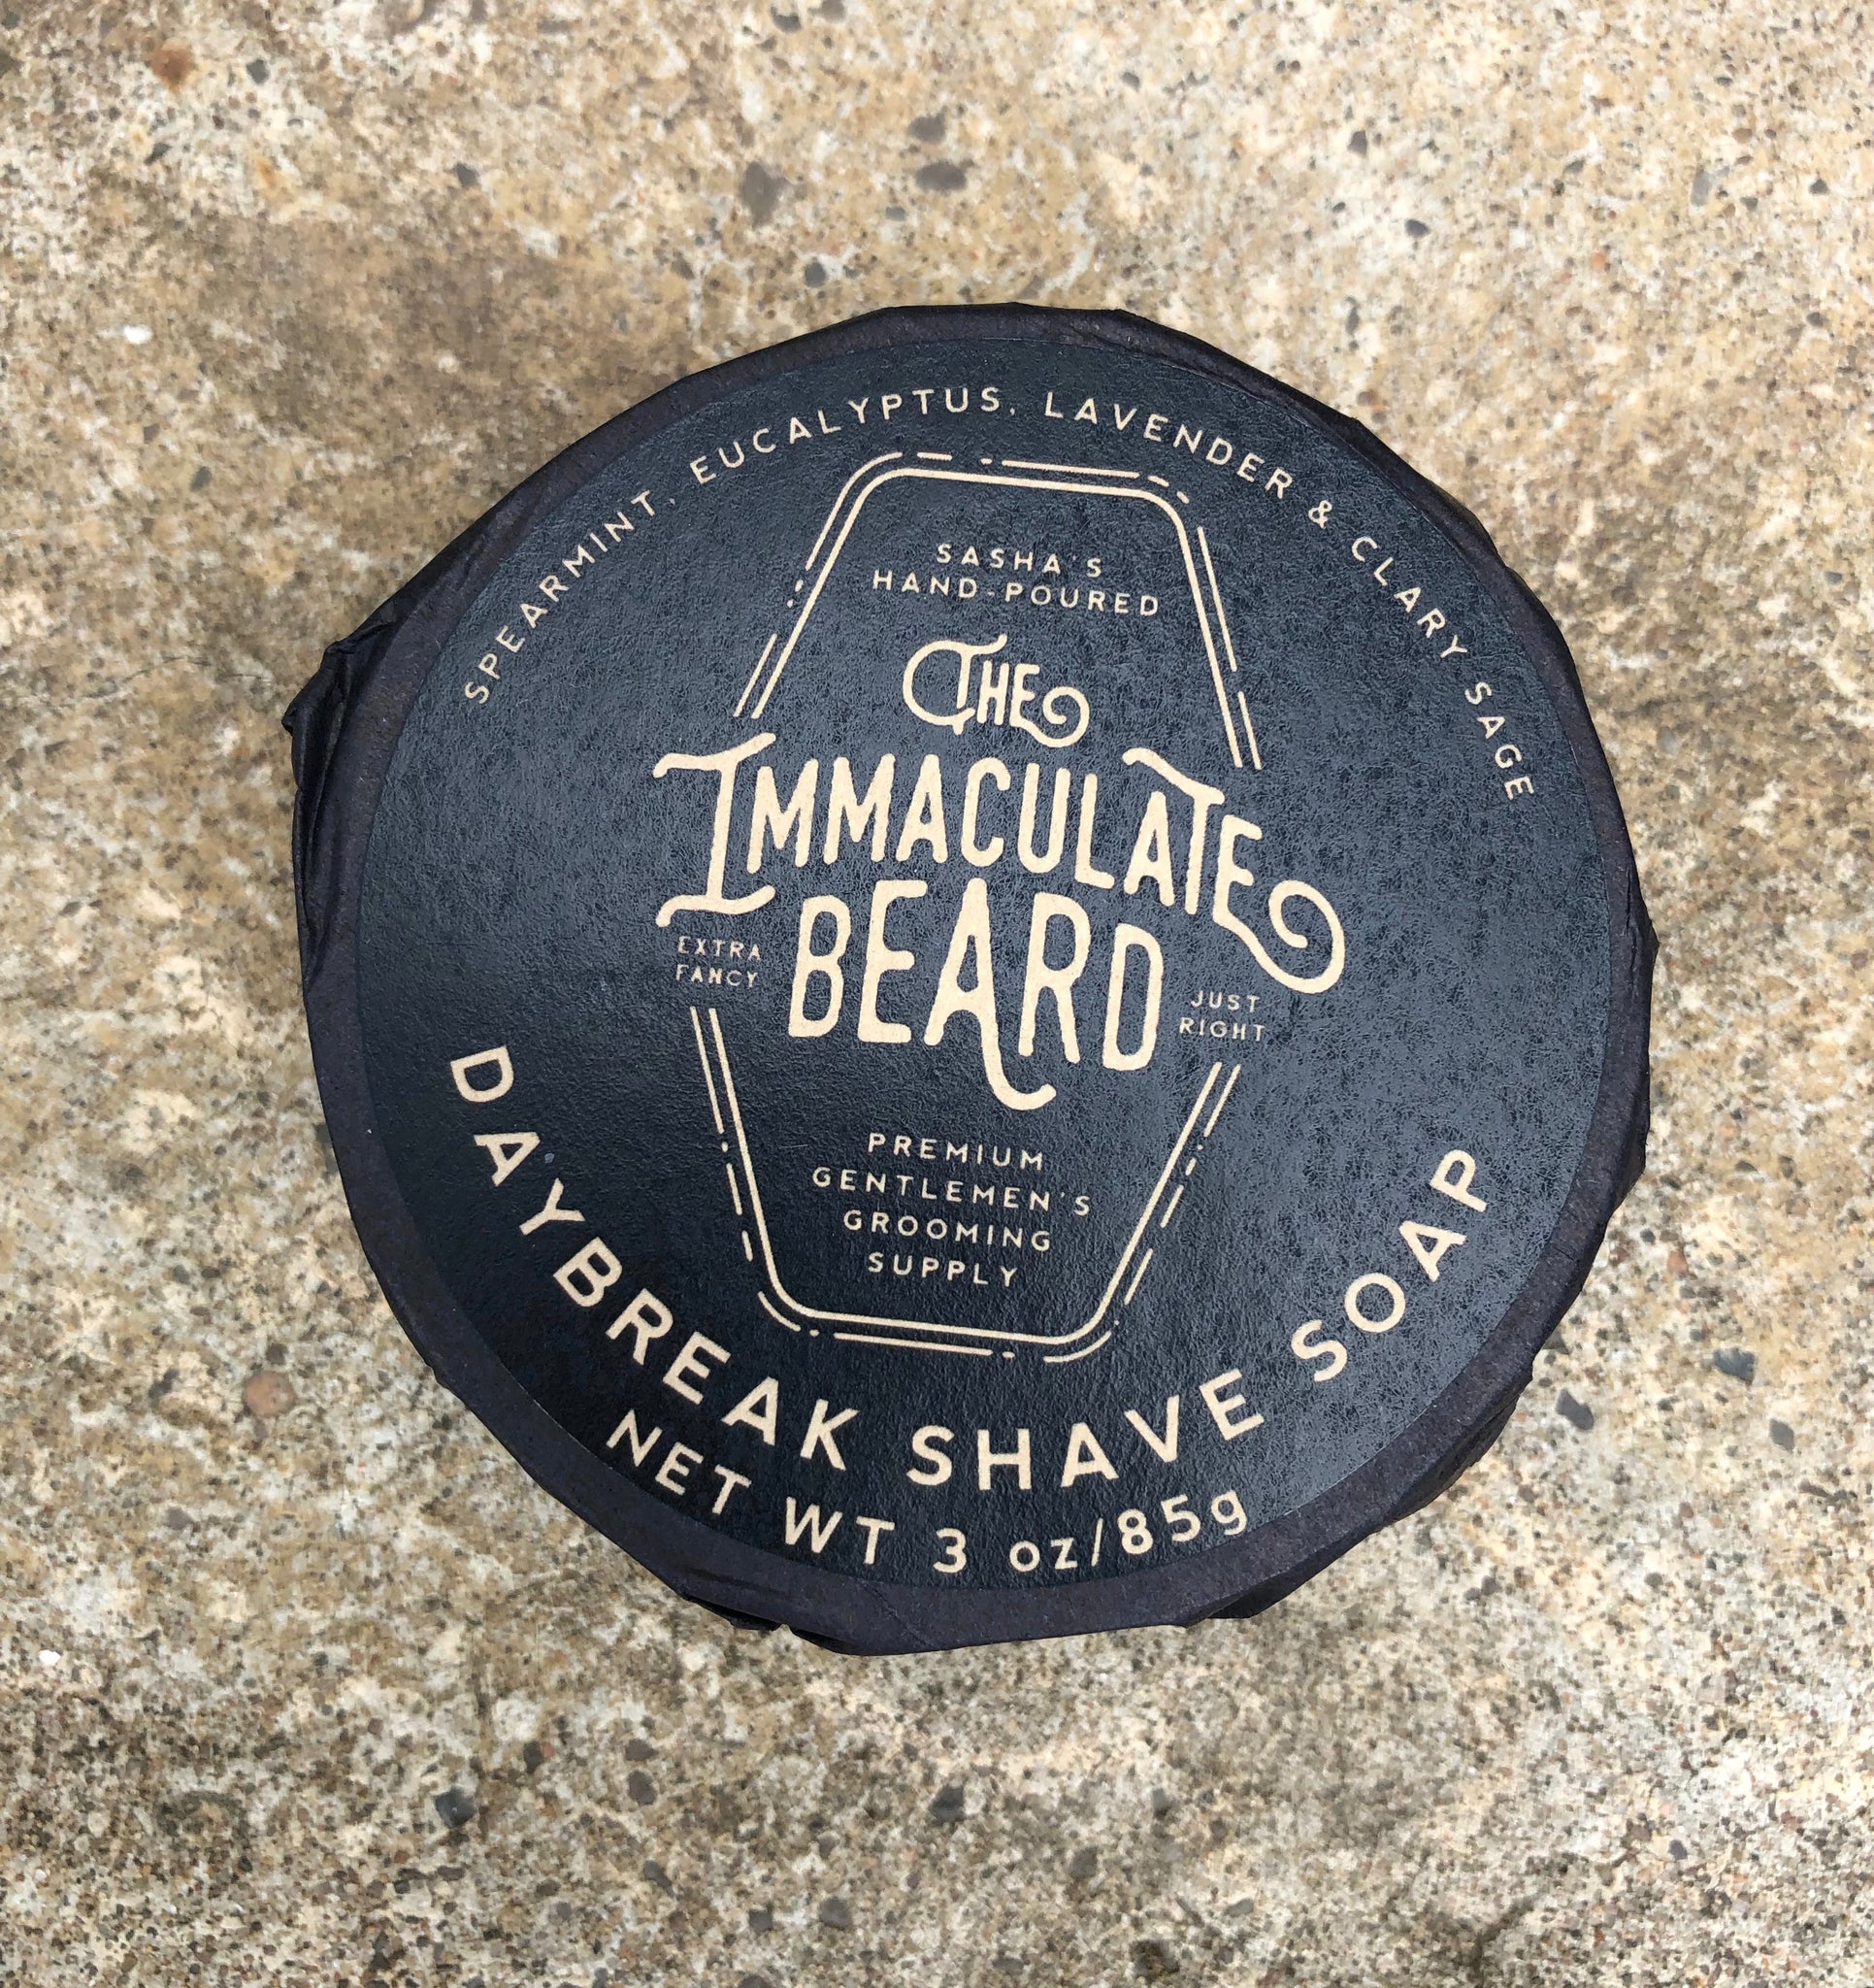 SPEARMINT, EUCALYPTUS, LAVENDER & CLARY SAGE
SASHA'S
HAND-POURED
THE
IMMACULATE
BEARD
EXTRA
FANCY
JUST
RIGHT
PREMIUM
GENTLEMEN'S
GROOMING
SUPPLY
DAYBREAK SHAVE SOAP
NET WT 3 oz/85g